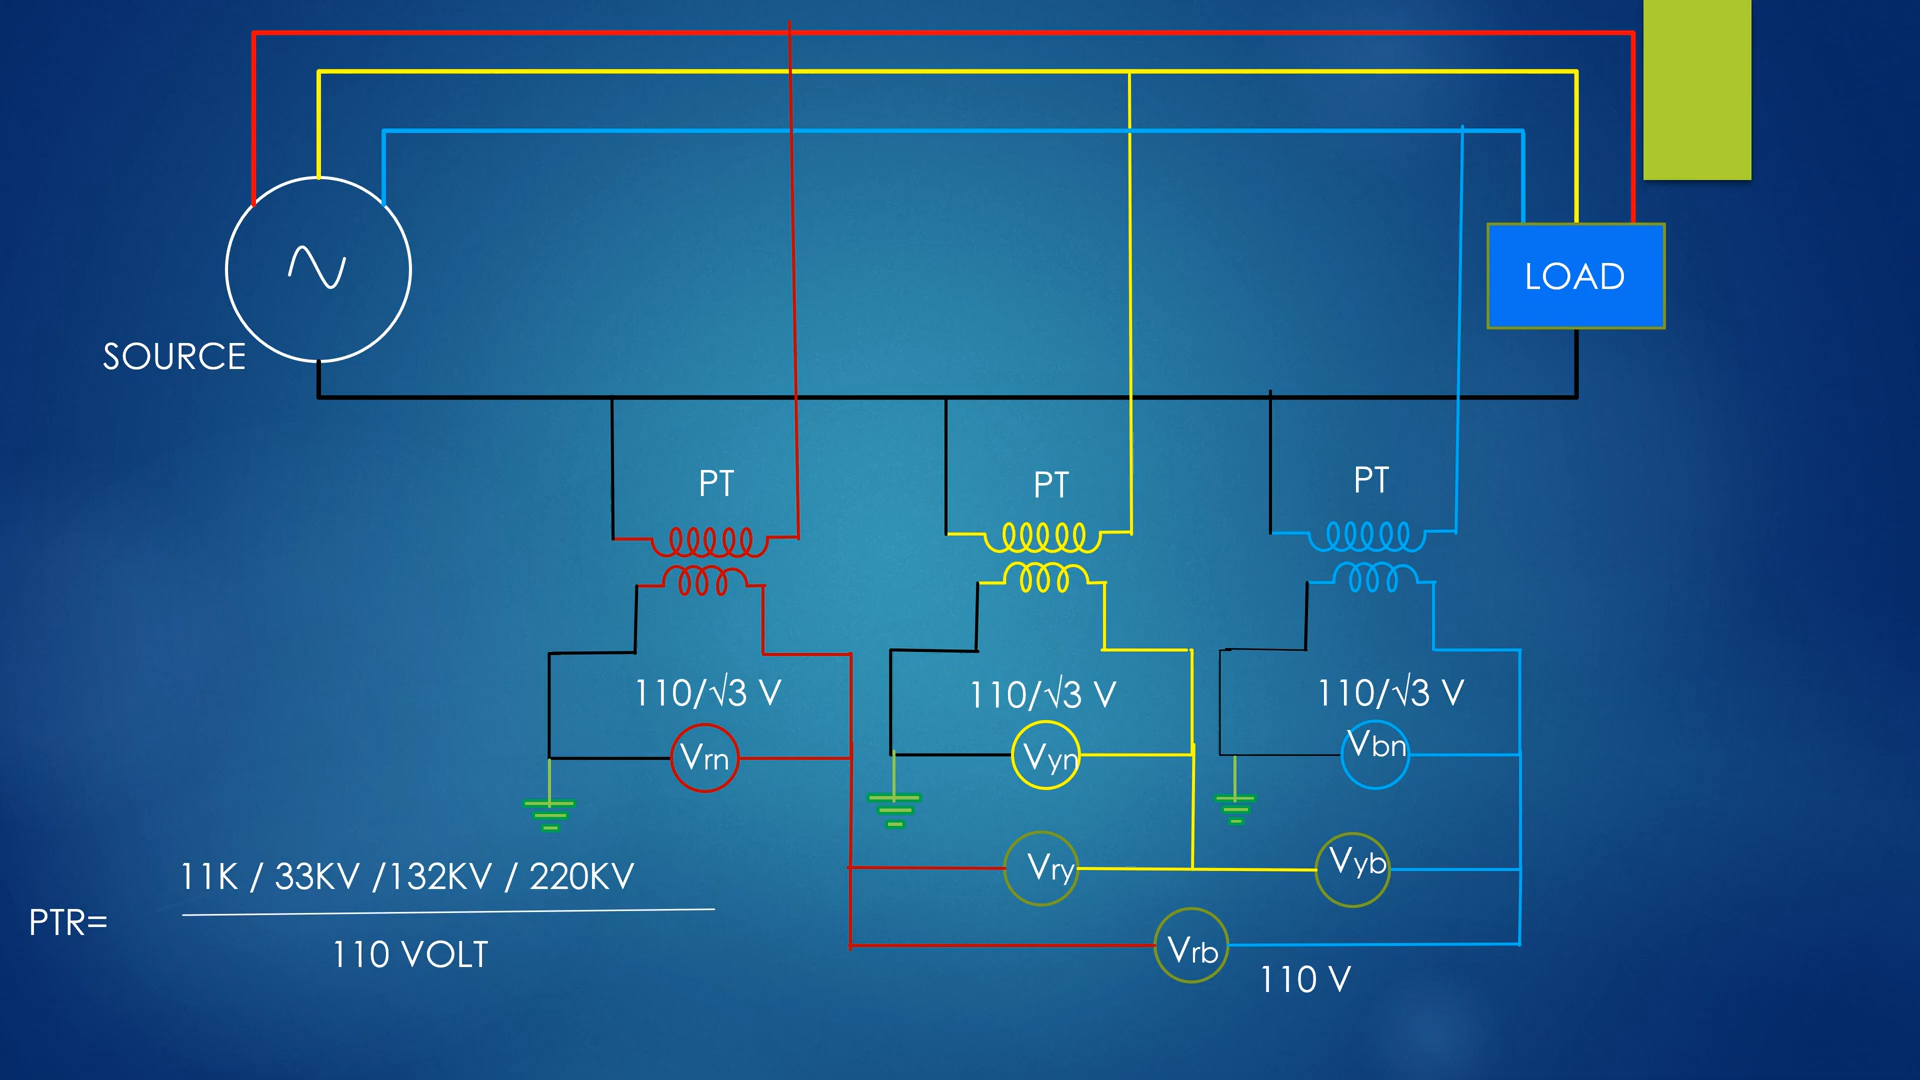 SOURCE
LOAD
PT
PT
PT
110/√3 V
110/√3 V
110/√3 V
Vrn
Vyn
Vbn
Vry
Vyb
Vrb
110 V
11K / 33KV /132KV / 220KV
PTR=
110 VOLT